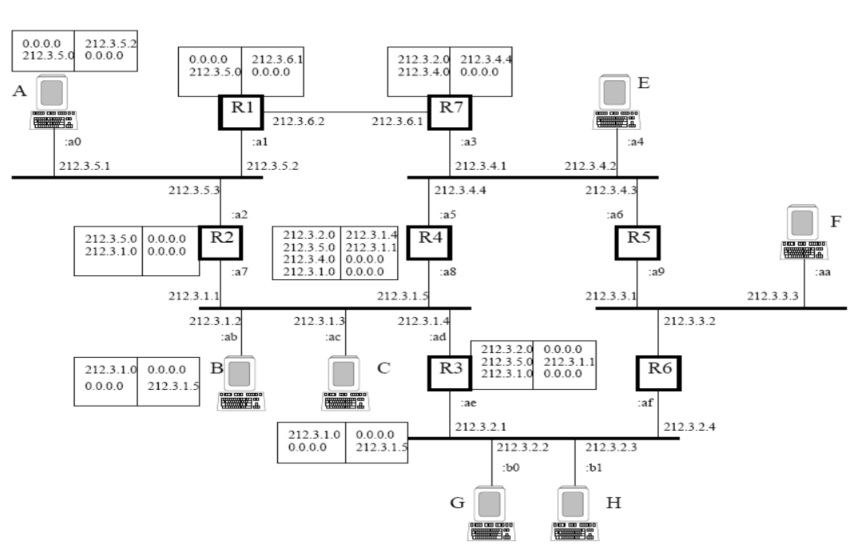 0.0.0.0 212.3.5.2
212.3.5.0 0.0.0.0
0.0.0.0 212.3.6.1
212.3.5.0 0.0.0.0
212.3.2.0 212.3.4.4
212.3.4.0 0.0.0.0
A
R1
R7
E
212.3.6.2
212.3.6.1
:a0
:a1
:a3
:a4
212.3.5.1
212.3.5.2
212.3.4.1
212.3.4.2
212.3.5.3
212.3.4.4
212.3.4.3
:a2
:a5
:a6
F
212.3.5.0 0.0.0.0
212.3.1.0 0.0.0.0
R2
212.3.2.0 212.3.1.4
212.3.5.0 212.3.1.1
212.3.4.0 0.0.0.0
212.3.1.0 0.0.0.0
R4
R5
:a7
:a8
:a9
:aa
212.3.1.1
212.3.1.5
212.3.3.1
212.3.3.3
212.3.1.2
212.3.1.3
212.3.1.4
212.3.3.2
:ab
:ac
:ad
212.3.1.0 0.0.0.0
0.0.0.0 212.3.1.5
B
C
R3
212.3.2.0 0.0.0.0
212.3.5.0 212.3.1.1
212.3.1.0 0.0.0.0
R6
:ae
:af
212.3.2.1
212.3.2.4
212.3.1.0 0.0.0.0
0.0.0.0 212.3.1.5
212.3.2.2
212.3.2.3
:b0
:b1
G
H